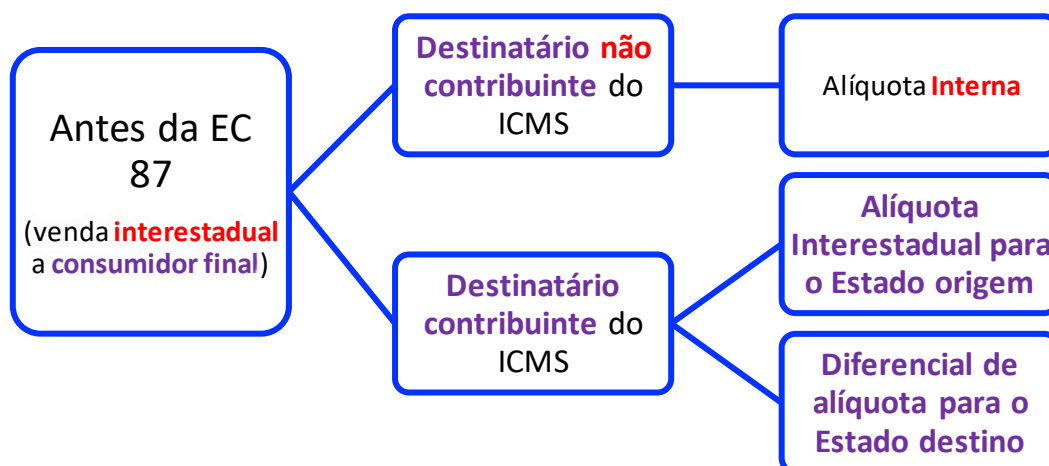 Antes da EC
87
(venda interestadual
a consumidor final)
Destinatário não
contribuinte do
ICMS
Alíquota Interna
Destinatário
contribuinte do
ICMS
Alíquota
Interestadual para
o Estado origem
Diferencial de
alíquota para o
Estado destino